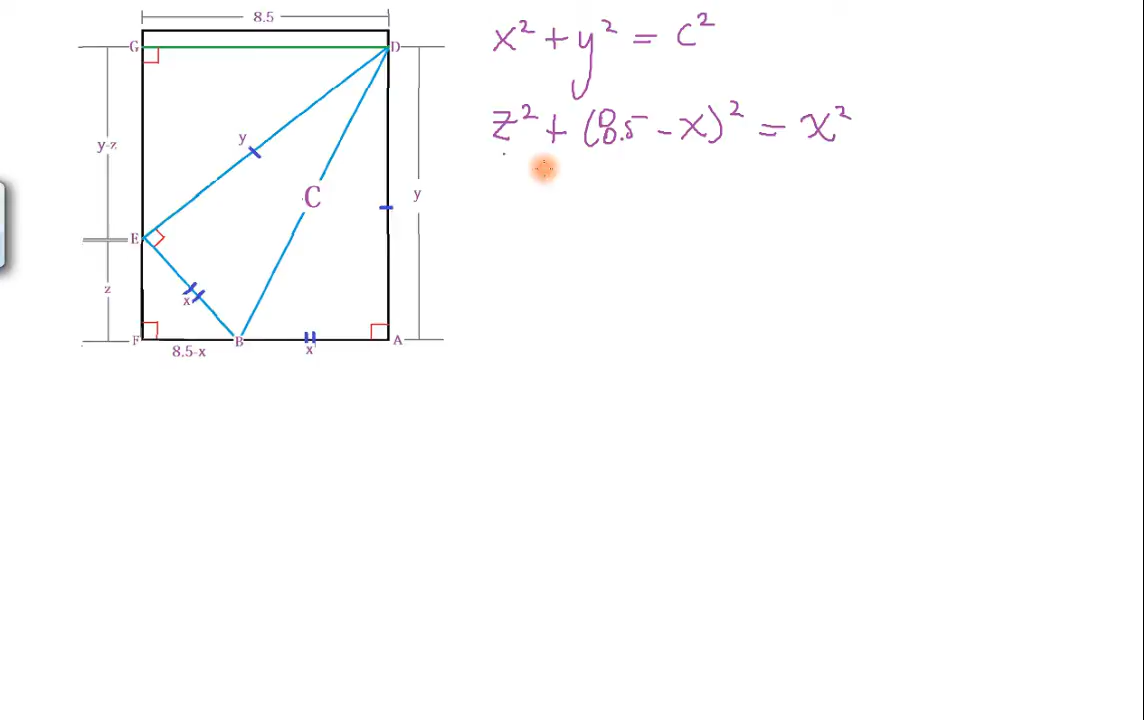 8.5
x² + y² = c²
G
D
z² + (8.5 - x)² = x²
y
y-z
C
y
E
z
x
F
B
A
8.5-x
x